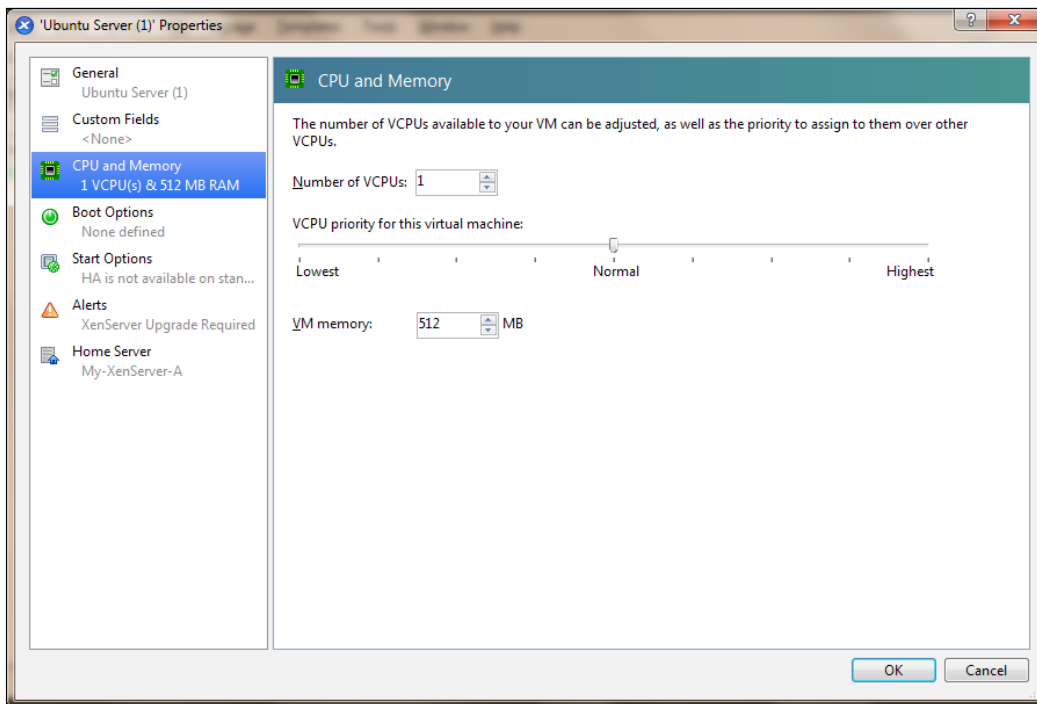 'Ubuntu Server (1)' Properties
Templates Tools Window Help
General
Ubuntu Server (1)
Custom Fields
<None>
CPU and Memory
1 VCPU(s) & 512 MB RAM
Boot Options
None defined
Start Options
HA is not available on stan...
Alerts
XenServer Upgrade Required
Home Server
My-XenServer-A
CPU and Memory
The number of VCPUs available to your VM can be adjusted, as well as the priority to assign to them over other
VCPUs.
Number of VCPUs: 1
VCPU priority for this virtual machine:
Lowest Normal Highest
VM memory: 512 MB
OK Cancel